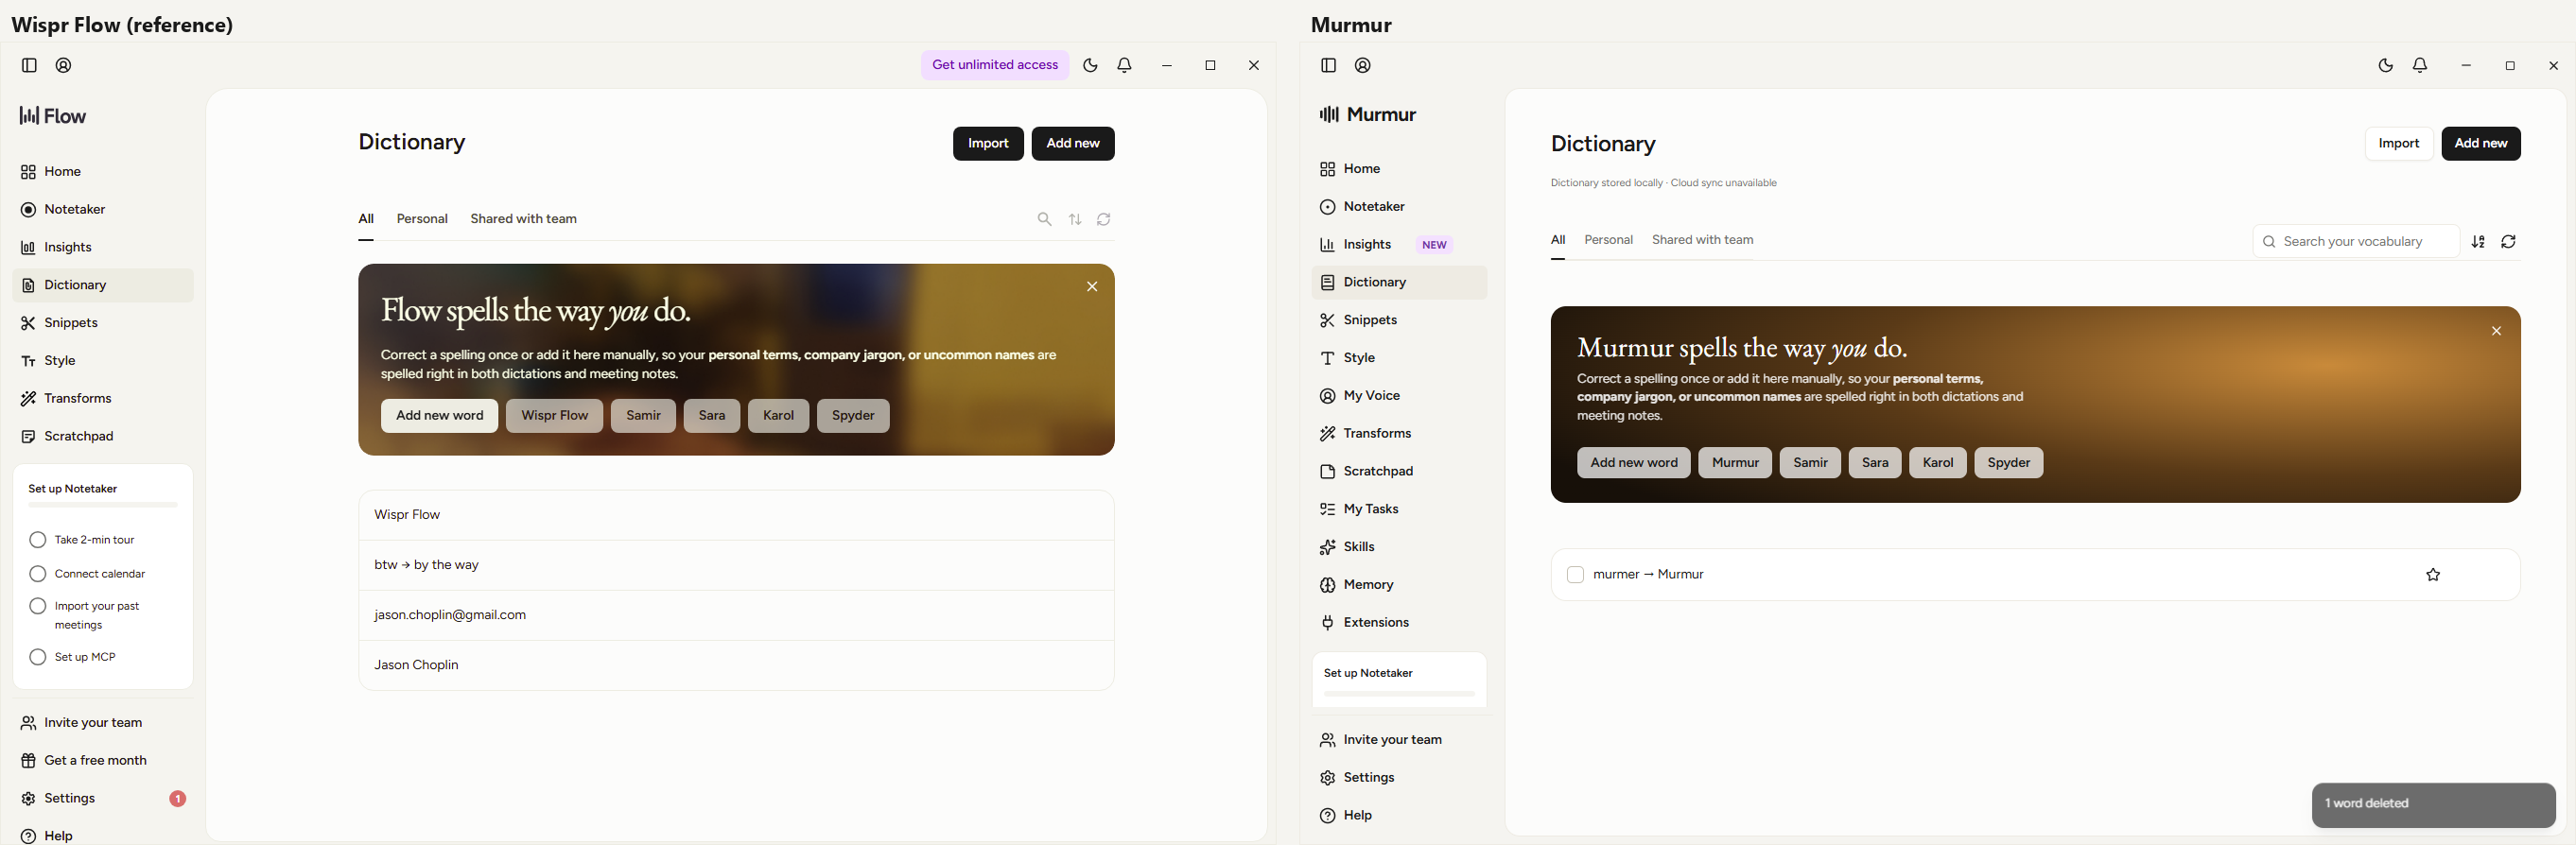 Wispr Flow (reference)
Get unlimited access
Flow
Home
Notetaker
Insights
Dictionary
Snippets
Style
Transforms
Scratchpad
Set up Notetaker
Take 2-min tour
Connect calendar
Import your past
meetings
Set up MCP
Invite your team
Get a free month
Settings 1
Help
Dictionary
Import Add new
All Personal Shared with team
Flow spells the way you do.
Correct a spelling once or add it here manually, so your personal terms, company jargon, or uncommon names are
spelled right in both dictations and meeting notes.
Add new word Wispr Flow Samir Sara Karol Spyder
Wispr Flow
btw → by the way
jason.choplin@gmail.com
Jason Choplin
Murmur
Murmur
Home
Notetaker
Insights NEW
Dictionary
Snippets
Style
My Voice
Transforms
Scratchpad
My Tasks
Skills
Memory
Extensions
Set up Notetaker
Invite your team
Settings
Help
Dictionary
Import Add new
Dictionary stored locally · Cloud sync unavailable
All Personal Shared with team
Search your vocabulary
Murmur spells the way you do.
Correct a spelling once or add it here manually, so your personal terms,
company jargon, or uncommon names are spelled right in both dictations and
meeting notes.
Add new word Murmur Samir Sara Karol Spyder
murmer → Murmur
1 word deleted